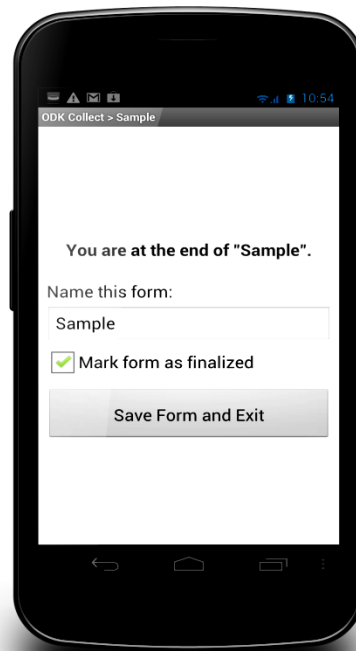 10:54
ODK Collect > Sample
You are at the end of "Sample".
Name this form:
Sample
Mark form as finalized
Save Form and Exit